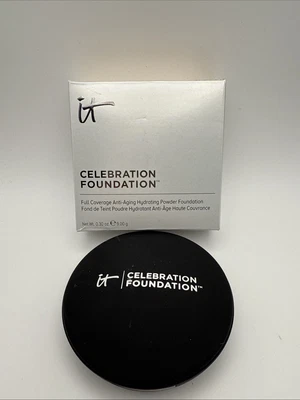 it
CELEBRATION
FOUNDATION™
Full Coverage Anti-Aging Hydrating Powder Foundation
Fond de Teint Poudre Hydratant Anti-Âge Haute Couvrance
it CELEBRATION
FOUNDATION™